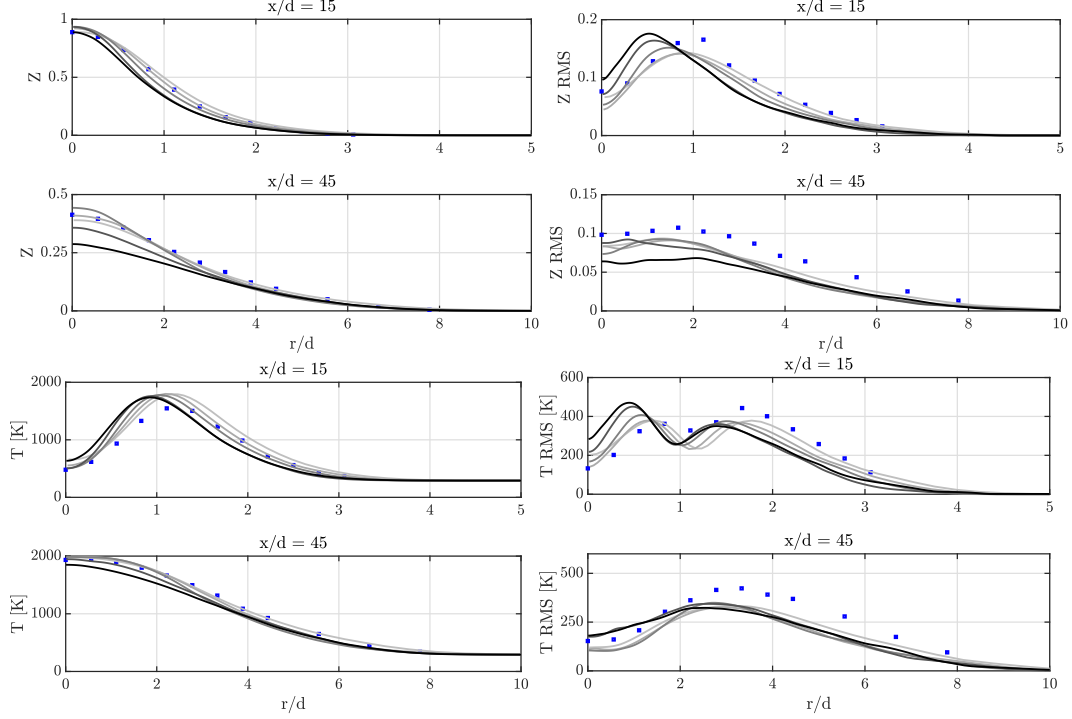 x/d = 15
x/d = 15
1
0.5
0
Z
0 1 2 3 4 5
0.2
0.1
0
Z RMS
0 1 2 3 4 5
x/d = 45
x/d = 45
0.5
0.25
0
Z
0 2 4 6 8 10
r/d
0.15
0.1
0.05
0
Z RMS
0 2 4 6 8 10
r/d
x/d = 15
x/d = 15
2000
1000
0
T [K]
0 1 2 3 4 5
600
400
200
0
T RMS [K]
0 1 2 3 4 5
x/d = 45
x/d = 45
2000
1000
0
T [K]
0 2 4 6 8 10
r/d
500
250
0
T RMS [K]
0 2 4 6 8 10
r/d